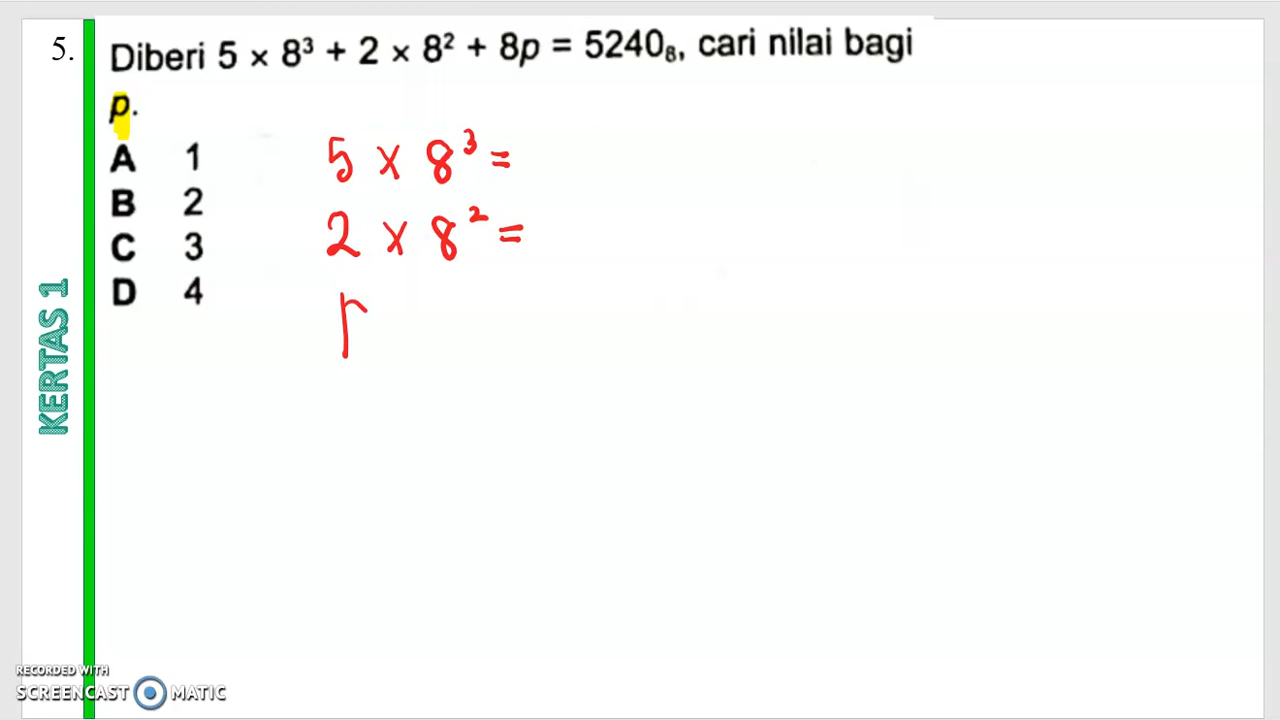 5. Diberi 5 × 8³ + 2 × 8² + 8p = 5240₈, cari nilai bagi
p.
A 1
B 2
C 3
D 4
5 × 8³ =
2 × 8² =
KERTAS 1
RECORDED WITH
SCREENCAST MATIC